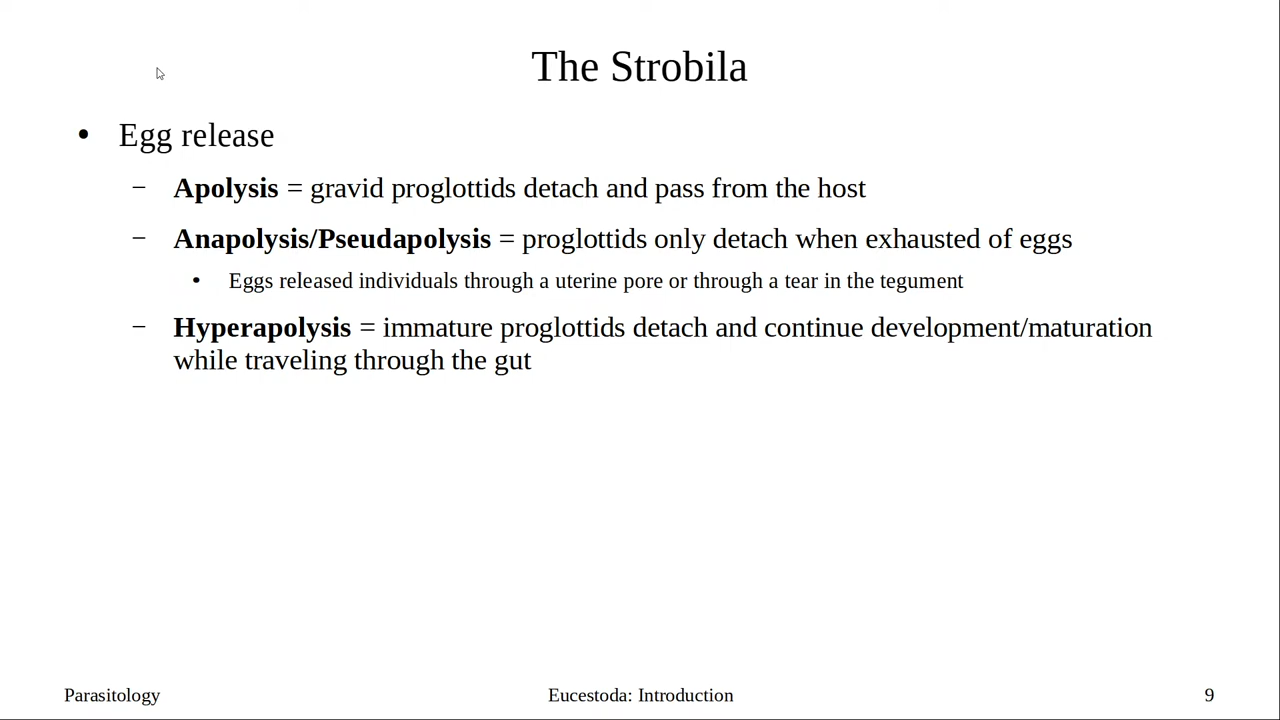 The Strobila
• Egg release
– Apolysis = gravid proglottids detach and pass from the host
– Anapolysis/Pseudapolysis = proglottids only detach when exhausted of eggs
• Eggs released individuals through a uterine pore or through a tear in the tegument
– Hyperapolysis = immature proglottids detach and continue development/maturation
while traveling through the gut
Parasitology
Eucestoda: Introduction
9